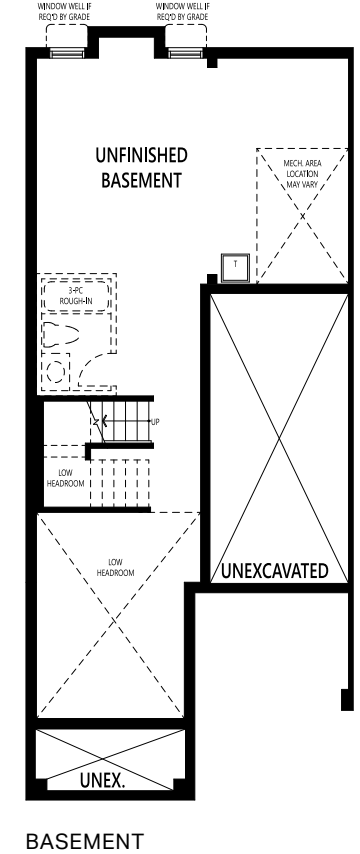 WINDOW WELL IF
REQ'D BY GRADE
WINDOW WELL IF
REQ'D BY GRADE
UNFINISHED
BASEMENT
MECH. AREA
LOCATION
MAY VARY
T
3-PC
ROUGH-IN
UP
LOW
HEADROOM
LOW
HEADROOM
UNEXCAVATED
UNEX.
BASEMENT